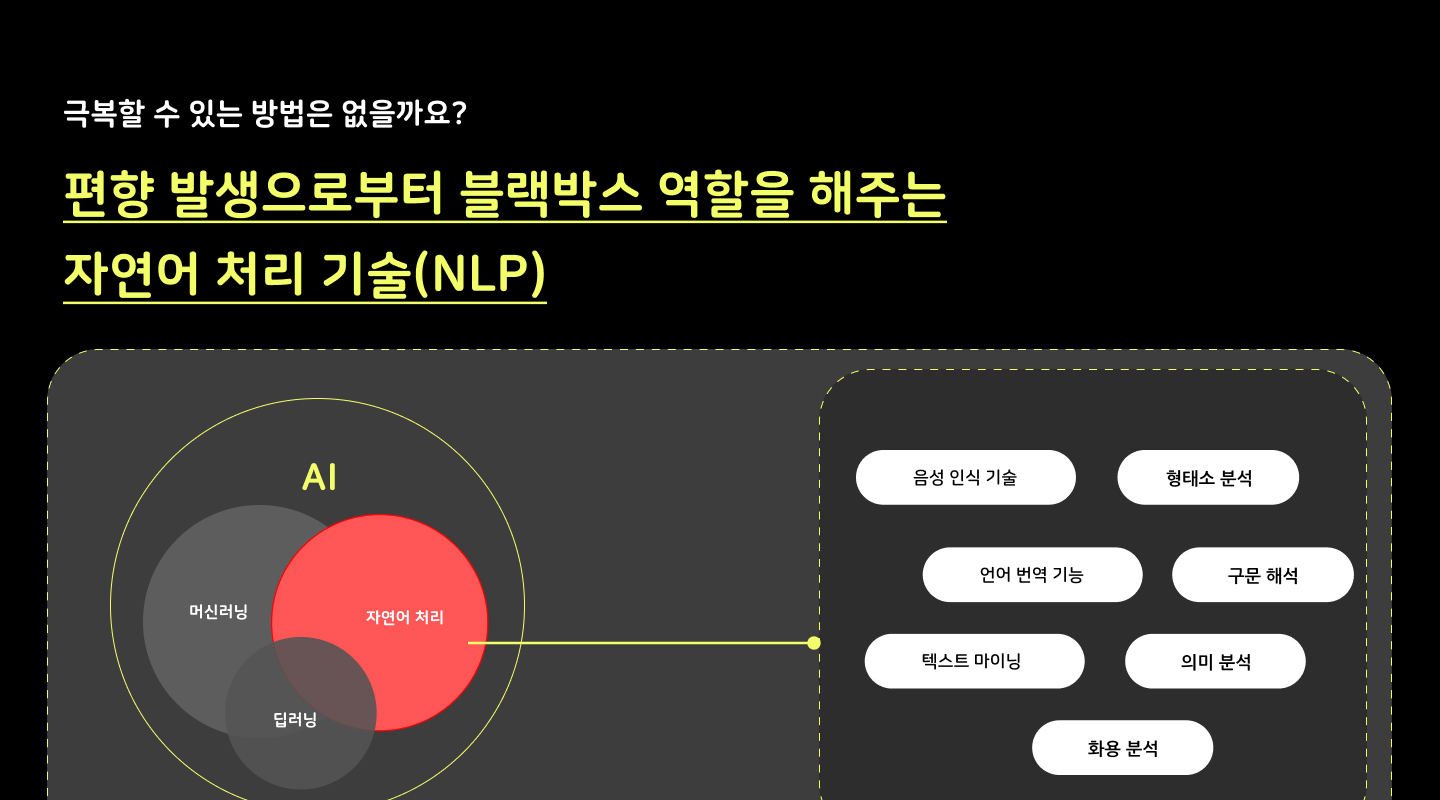 극복할 수 있는 방법은 없을까요?
편향 발생으로부터 블랙박스 역할을 해주는
자연어 처리 기술(NLP)
AI
머신러닝
자연어 처리
딥러닝
음성 인식 기술
형태소 분석
언어 번역 기능
구문 해석
텍스트 마이닝
의미 분석
화용 분석